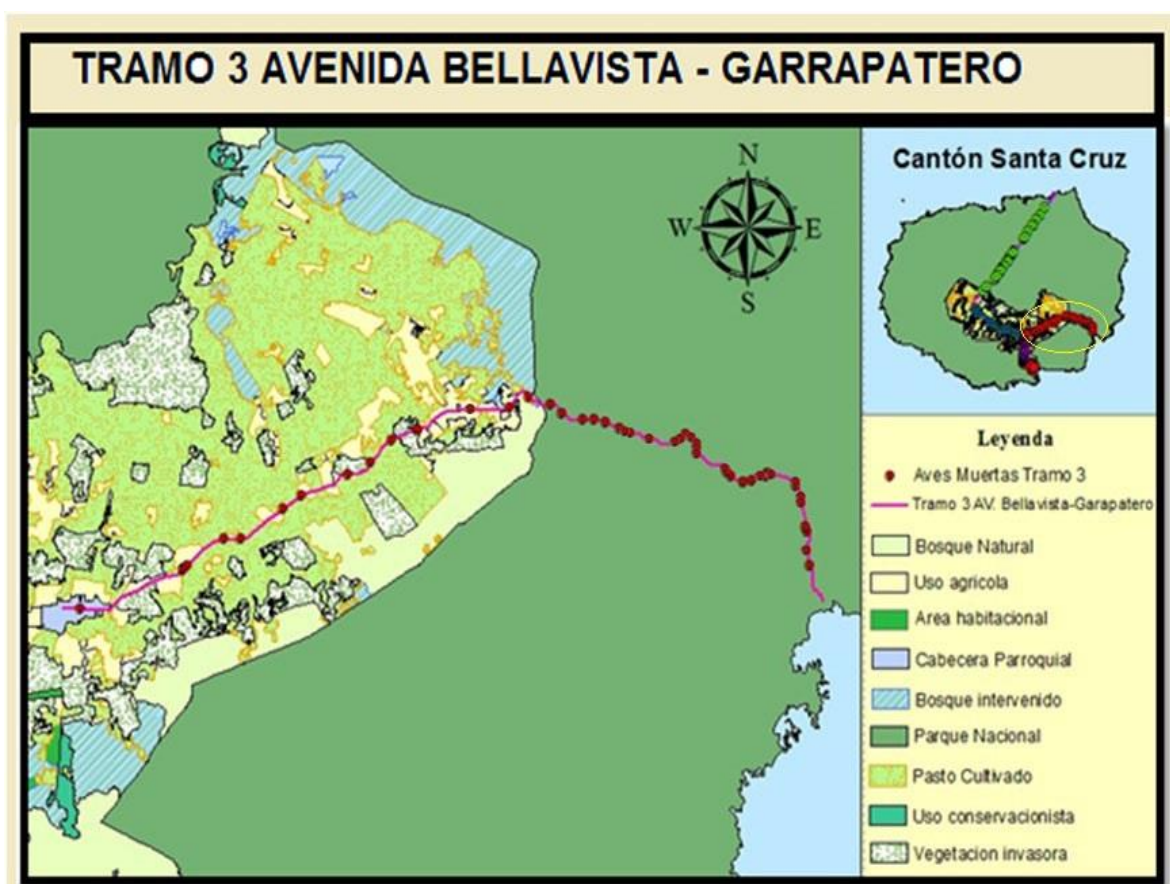 TRAMO 3 AVENIDA BELLAVISTA - GARRAPATERO
N
W
E
S
Cantón Santa Cruz
Leyenda
Aves Muertas Tramo 3
Tramo 3 AV. Bellavista-Garapatero
Bosque Natural
Uso agricola
Area habitacional
Cabecera Parroquial
Bosque intervenido
Parque Nacional
Pasto Cultivado
Uso conservacionista
Vegetacion invasora